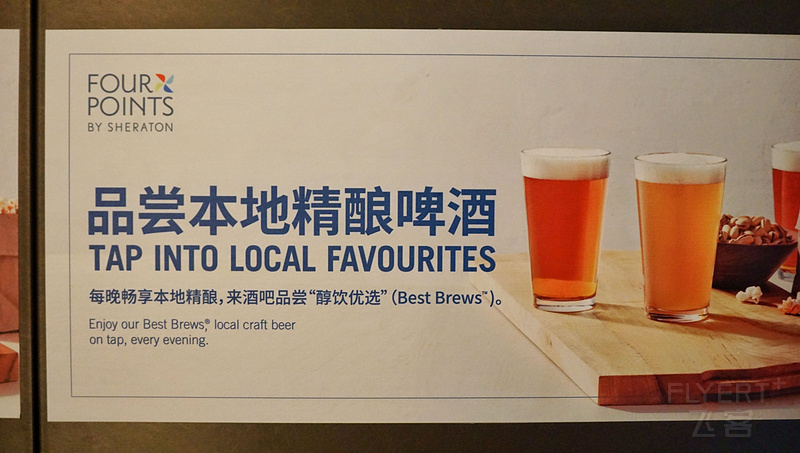 FOUR POINTS
BY SHERATON
品尝本地精酿啤酒
TAP INTO LOCAL FAVOURITES
每晚畅享本地精酿，来酒吧品尝“醇饮优选”（Best Brews™）。
Enjoy our Best Brews,® local craft beer
on tap, every evening.
FLYERT+
飞客